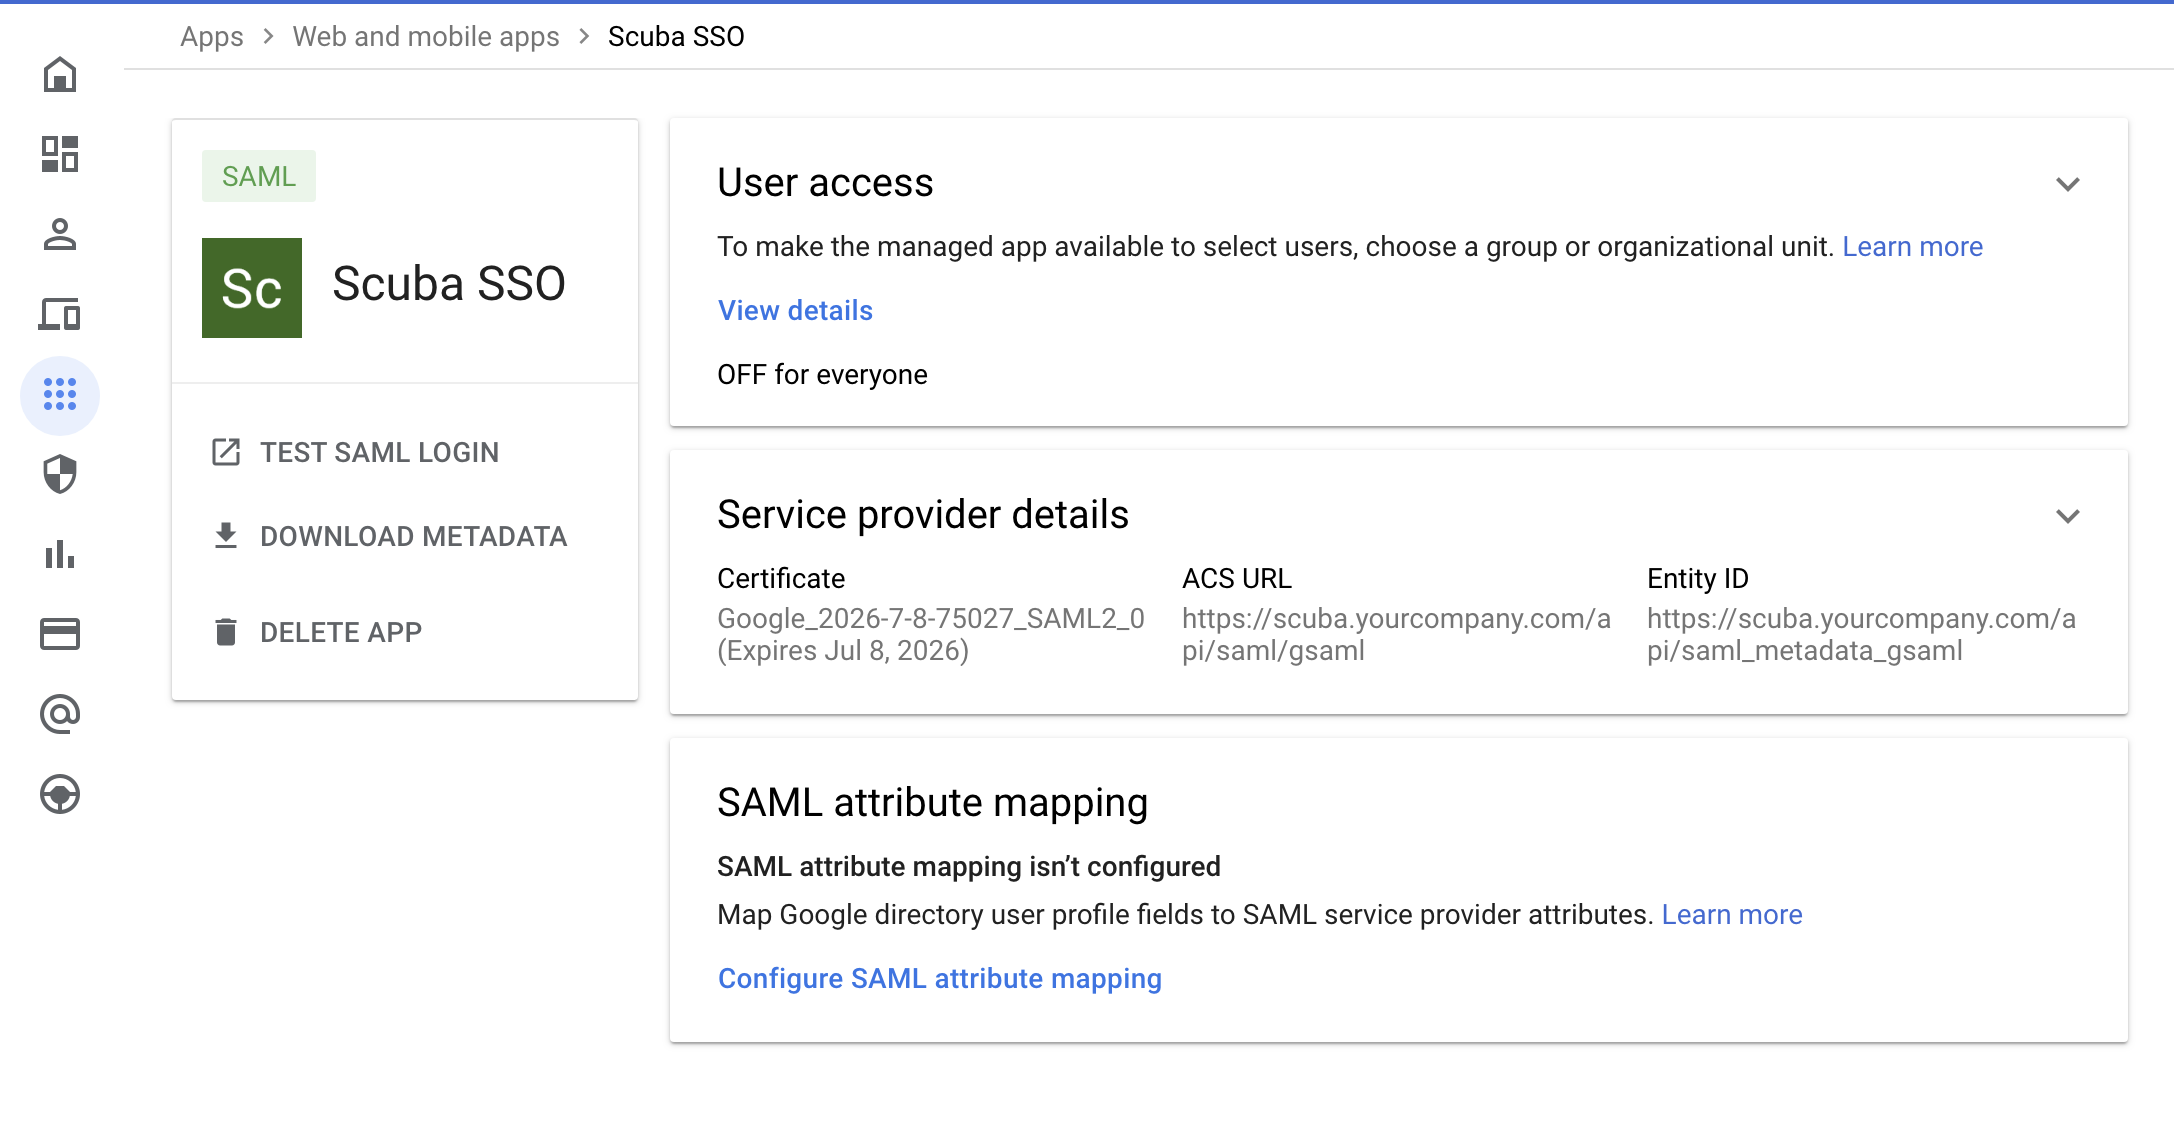 Apps > Web and mobile apps > Scuba SSO
SAML
Sc Scuba SSO
TEST SAML LOGIN
DOWNLOAD METADATA
DELETE APP
User access
To make the managed app available to select users, choose a group or organizational unit. Learn more
View details
OFF for everyone
Service provider details
Certificate
Google_2026-7-8-75027_SAML2_0
(Expires Jul 8, 2026)
ACS URL
https://scuba.yourcompany.com/a
pi/saml/gsaml
Entity ID
https://scuba.yourcompany.com/a
pi/saml_metadata_gsaml
SAML attribute mapping
SAML attribute mapping isn’t configured
Map Google directory user profile fields to SAML service provider attributes. Learn more
Configure SAML attribute mapping